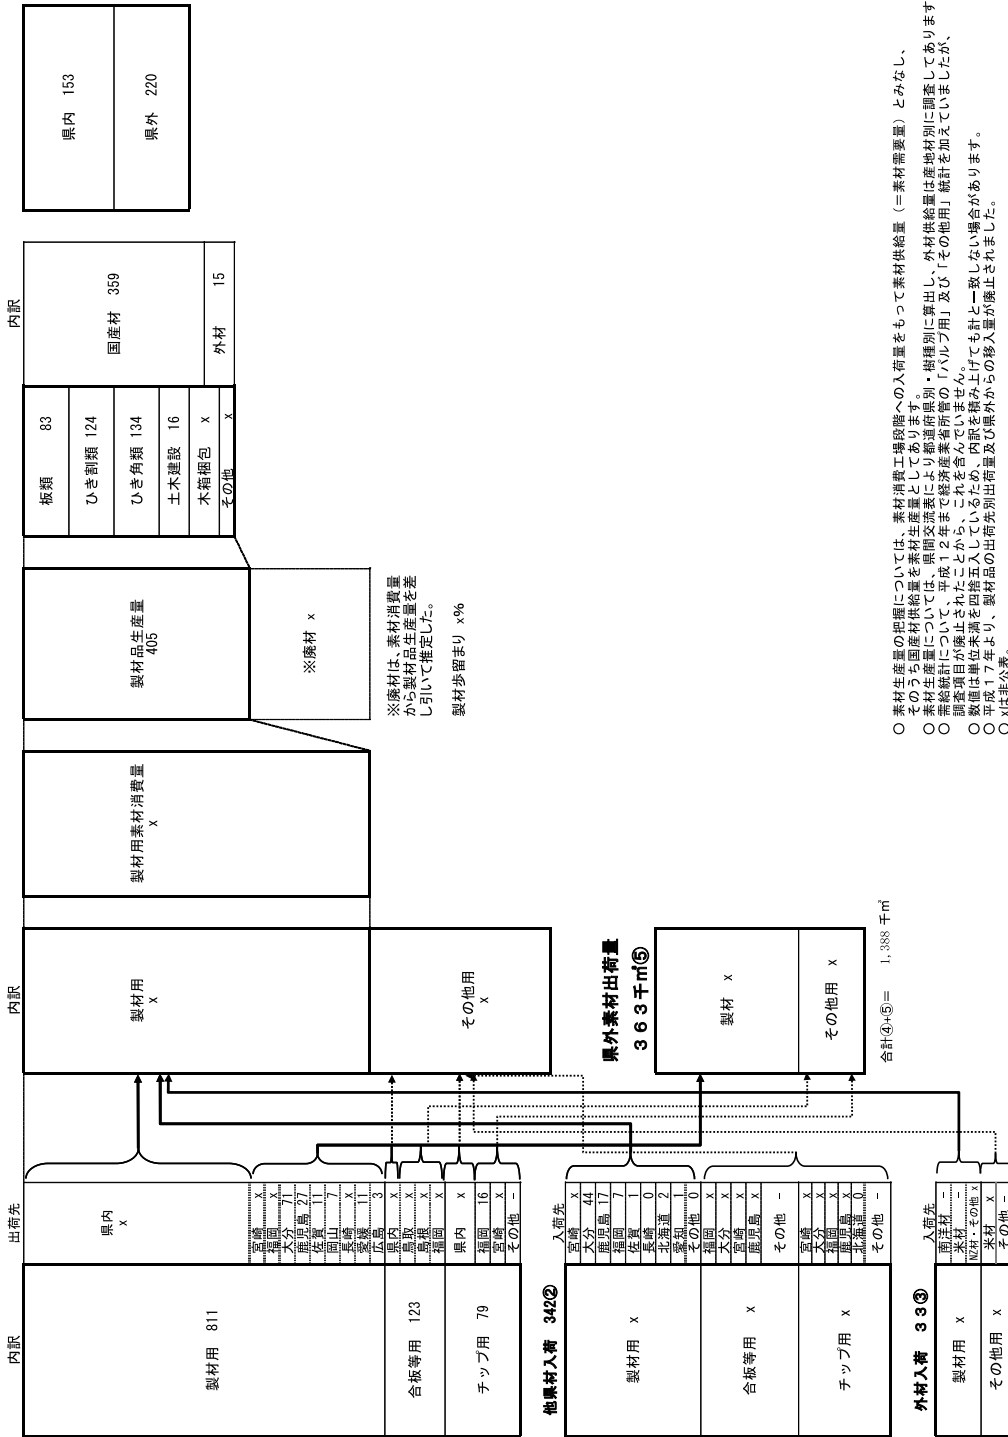 内訳
出荷先
内訳
内訳
製材用 811
県内
x
宮崎 x
福岡 x
大分 71
鹿児島 27
佐賀 11
岡山 7
長崎 x
愛媛 11
広島 3
合板等用 123
県内 x
鳥取 x
島根 x
福岡 x
チップ用 79
県内 x
福岡 16
宮崎 x
その他 -
製材用
x
その他用
x
製材用素材消費量
x
製材品生産量
405
※廃材 x
※廃材は、素材消費量
から製材品生産量を差
し引いて推定した。
製材歩留まり x%
板類 83
ひき割類 124
ひき角類 134
土木建設 16
木箱梱包 x
その他 x
国産材 359
外材 15
県内 153
県外 220
他県材入荷 342②
入荷先
製材用 x
宮崎 x
大分 44
鹿児島 17
福岡 7
佐賀 1
長崎 0
北海道 2
愛知 1
その他 0
合板等用 x
福岡 x
大分 x
宮崎 x
鹿児島 x
その他 -
チップ用 x
宮崎 x
大分 x
福岡 x
鹿児島 x
北海道 0
その他 -
県外素材出荷量
363千㎥⑤
製材 x
その他用 x
合計④+⑤= 1,388 千㎥
外材入荷 33③
入荷先
製材用 x
南洋材 -
米材 -
NZ材・その他 x
その他用 x
米材 x
その他 -
○ 素材生産量の把握については、素材消費工場段階への入荷量をもって素材供給量（＝素材需要量）とみなし、
そのうち国産材供給量を素材生産量としてあります。
○ 素材生産量については、県間交流表により都道府県別・樹種別に算出し、外材供給量は産地材別に調査してあります
○ 需給統計について、平成12年まで経済産業省所管の「パルプ用」及び「その他用」統計を加えていましたが、
調査項目が廃止されたことから、これを含んでいません。
○ 数値は単位未満を四捨五入しているため、内訳を積み上げても計と一致しない場合があります。
○ 平成17年より、製材品の出荷先別出荷量及び県外からの移入量が廃止されました。
○ xは非公表。